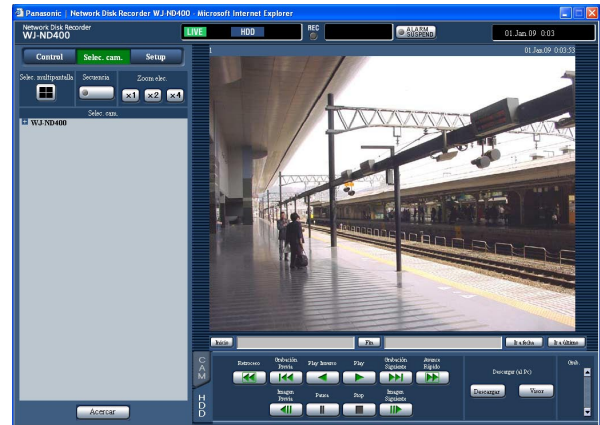 Panasonic | Network Disk Recorder WJ-ND400 - Microsoft Internet Explorer
Network Disk Recorder
WJ-ND400
LIVE HDD REC ALARM SUSPEND 01.Jan.09 0:03
Control Selec. cam. Setup
1 01.Jan.09 0:03:53
Selec. multipantalla Secuencia Zoom elec.
x1 x2 x4
Selec. cam.
WJ-ND400
Inicio Fin Ir a fecha Ir a último
CAM
HDD
Retroceso Grabación Previa Play Inverso Play Grabación Siguiente Avance Rápido
Imagen Previa Pausa Stop Imagen Siguiente
Descargar (al Pc)
Descargar Visor
Grab.
Acercar